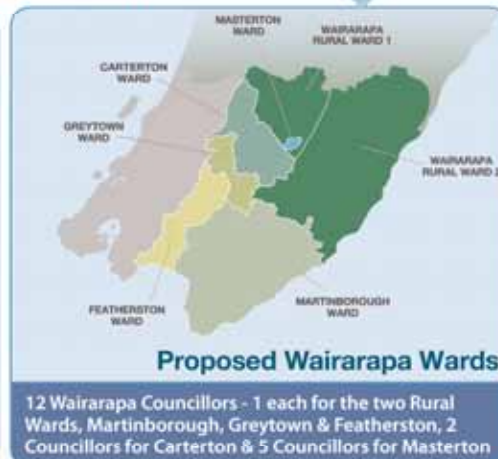 MASTERTON
WARD
WAIRARAPA
RURAL WARD 1
CARTERTON
WARD
GREYTOWN
WARD
WAIRARAPA
RURAL WARD 2
FEATHERSTON
WARD
MARTINBOROUGH
WARD
Proposed Wairarapa Wards
12 Wairarapa Councillors - 1 each for the two Rural
Wards, Martinborough, Greytown & Featherston, 2
Councillors for Carterton & 5 Councillors for Masterton